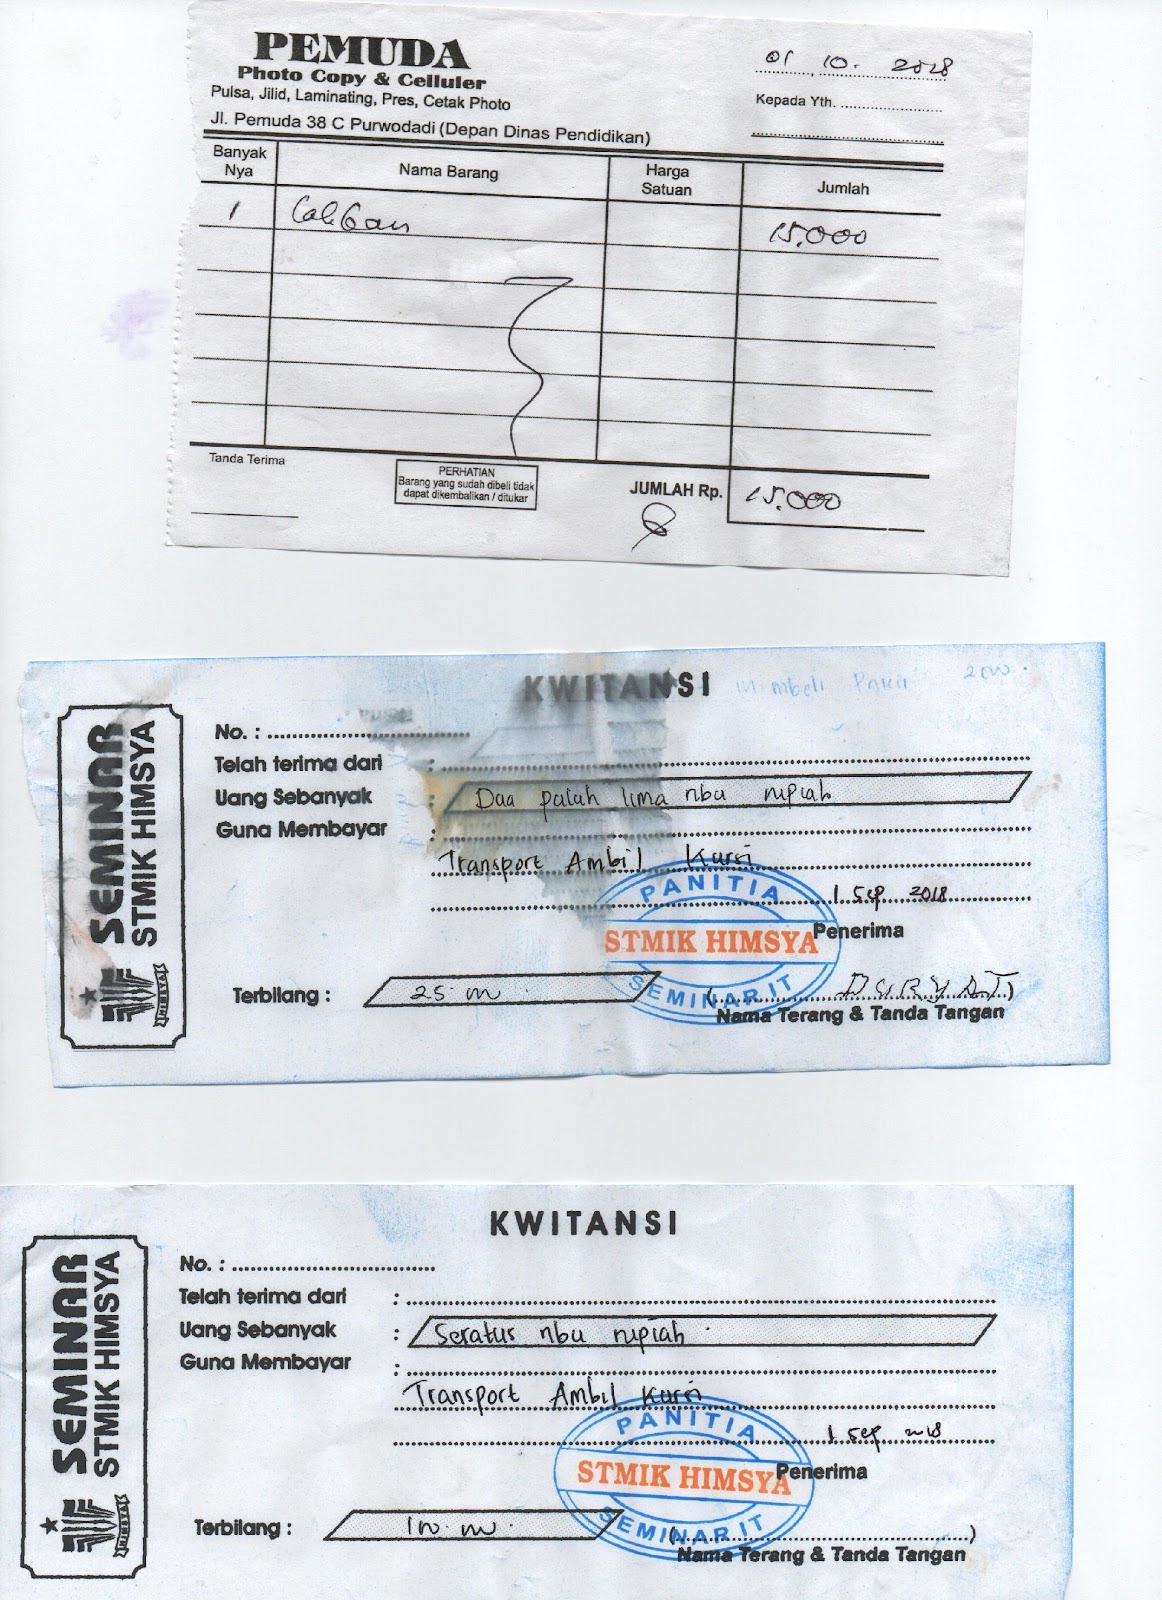 PEMUDA
Photo Copy & Celluler
Pulsa, Jilid, Laminating, Pres, Cetak Photo
Jl. Pemuda 38 C Purwodadi (Depan Dinas Pendidikan)
01 10. 2018
Kepada Yth.
Banyak Nya Nama Barang Harga Satuan Jumlah
1 15.000
Tanda Terima
PERHATIAN
Barang yang sudah dibeli tidak
dapat dikembalikan / ditukar
JUMLAH Rp. 15.000
KWITANSI
SEMINAR
STMIK HIMSYA
HIMSYA
No. :
Telah terima dari :
Uang Sebanyak : Dua puluh lima ribu rupiah
Guna Membayar :
Transport Ambil Kursi
1 Sep 2018
PANITIA
STMIK HIMSYA
SEMINAR IT
Penerima
Terbilang : 25.00
(DURYAT)
Nama Terang & Tanda Tangan
KWITANSI
SEMINAR
STMIK HIMSYA
HIMSYA
No. :
Telah terima dari :
Uang Sebanyak : Seratus ribu rupiah
Guna Membayar :
Transport Ambil Kursi
1 Sep 2018
PANITIA
STMIK HIMSYA
SEMINAR IT
Penerima
Terbilang :
Nama Terang & Tanda Tangan